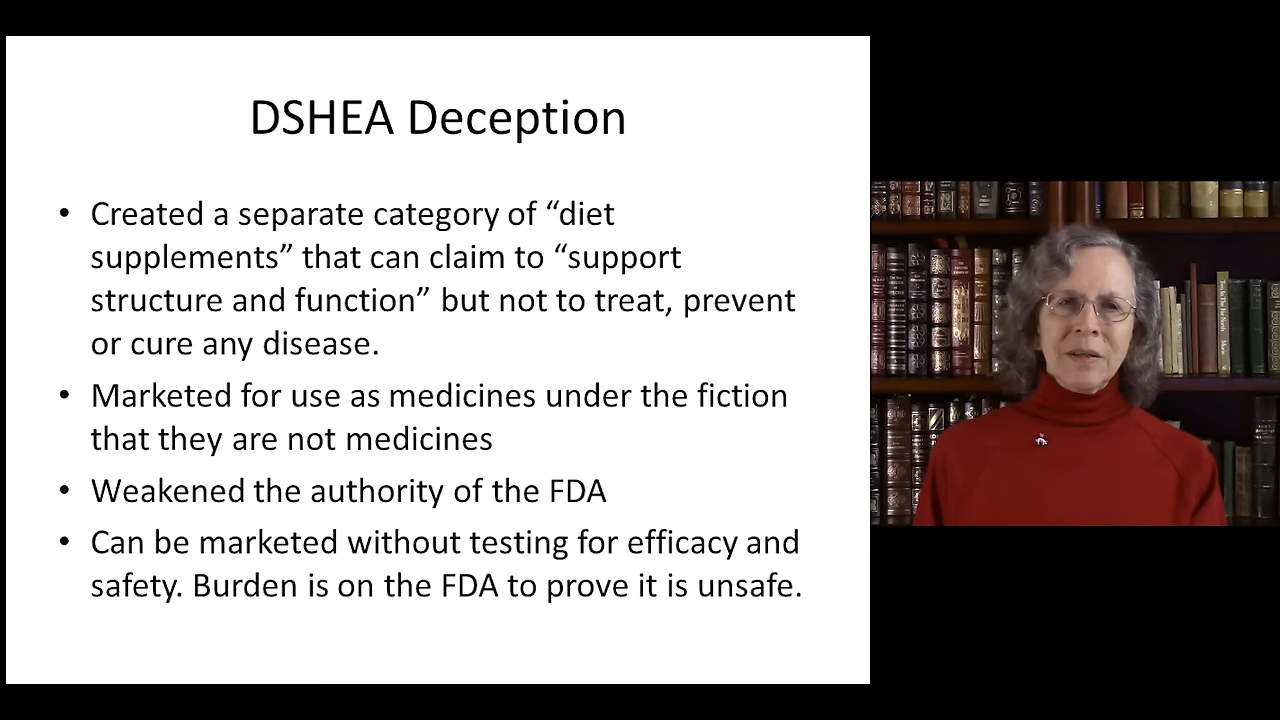 DSHEA Deception
• Created a separate category of “diet
supplements” that can claim to “support
structure and function” but not to treat, prevent
or cure any disease.
• Marketed for use as medicines under the fiction
that they are not medicines
• Weakened the authority of the FDA
• Can be marketed without testing for efficacy and
safety. Burden is on the FDA to prove it is unsafe.